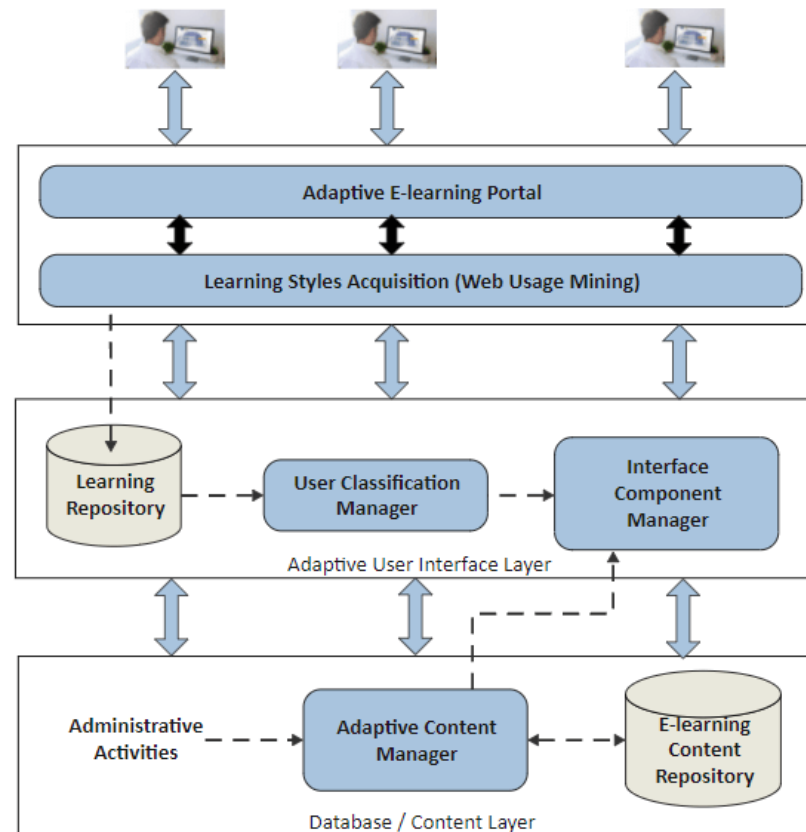 Adaptive E-learning Portal
Learning Styles Acquisition (Web Usage Mining)
Learning
Repository
User Classification
Manager
Interface
Component
Manager
Adaptive User Interface Layer
Administrative
Activities
Adaptive Content
Manager
E-learning
Content
Repository
Database / Content Layer